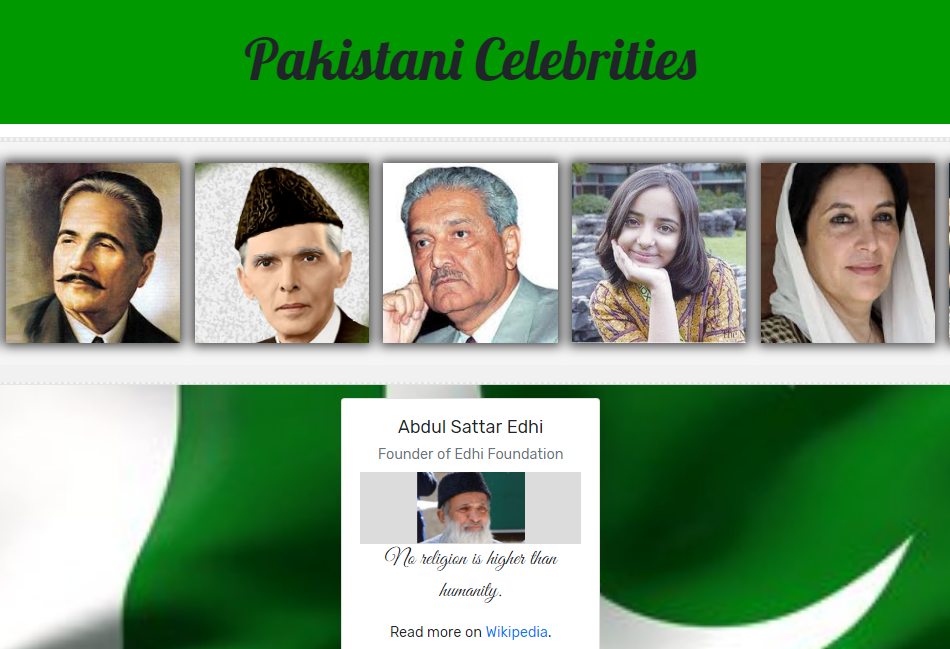 Pakistani Celebrities
Abdul Sattar Edhi
Founder of Edhi Foundation
No religion is higher than
humanity.
Read more on Wikipedia.